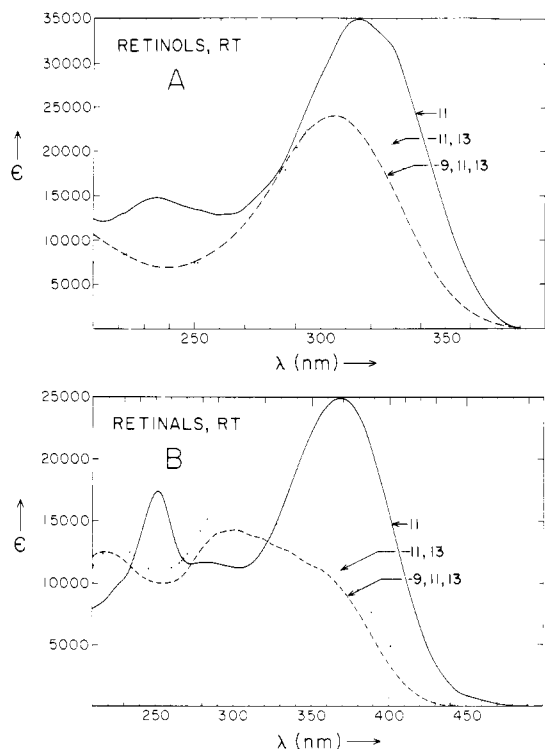 35000
RETINOLS, RT
30000
A
25000
11
-11, 13
20000
-9, 11, 13
ϵ
15000
10000
5000
250 300 350
λ (nm)
25000
RETINALS, RT
20000
B
15000
11
-11, 13
-9, 11, 13
ϵ
10000
5000
250 300 350 400 450
λ (nm)